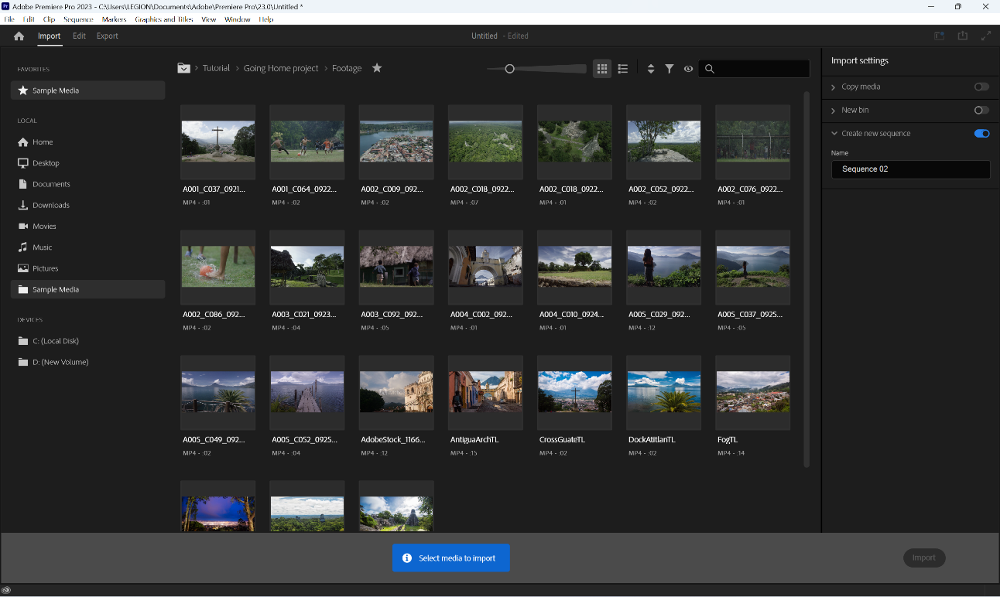 Adobe Premiere Pro 2023 - C:\Users\LEGION\Documents\Adobe\Premiere Pro\23.0\Untitled *
File Edit Clip Sequence Markers Graphics and Titles View Window Help
Import Edit Export
Untitled - Edited
FAVORITES
Sample Media
LOCAL
Home
Desktop
Documents
Downloads
Movies
Music
Pictures
Sample Media
DEVICES
C: (Local Disk)
D: (New Volume)
Tutorial > Going Home project > Footage
A001_C037_0921... A001_C064_0922... A002_C009_092... A002_C018_0922... A002_C018_0922... A002_C052_0922... A002_C076_0922...
MP4 - :01 MP4 - :02 MP4 - :02 MP4 - :07 MP4 - :01 MP4 - :02 MP4 - :01
A002_C086_092... A003_C021_0923... A003_C092_092... A004_C002_092... A004_C010_0924... A005_C029_092... A005_C037_0925...
MP4 - :02 MP4 - :04 MP4 - :05 MP4 - :01 MP4 - :01 MP4 - :12 MP4 - :05
A005_C049_092... A005_C052_0925... AdobeStock_1166... AntiguaArchTL CrossGuateTL DockAtitlanTL FogTL
MP4 - :02 MP4 - :04 MP4 - :12 MP4 - :15 MP4 - :02 MP4 - :02 MP4 - :14
Import settings
Copy media
New bin
Create new sequence
Name
Sequence 02
Select media to import
Import